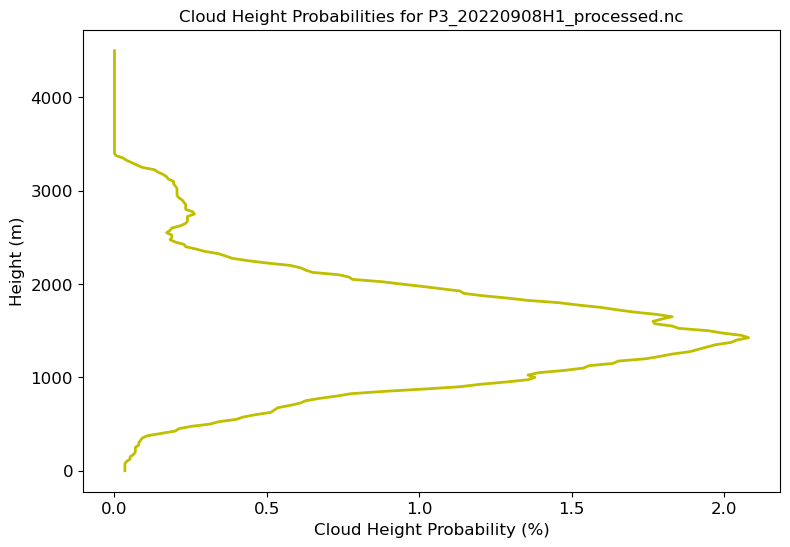 Cloud Height Probabilities for P3_20220908H1_processed.nc
4000
3000
2000
1000
0
Height (m)
0.0 0.5 1.0 1.5 2.0
Cloud Height Probability (%)